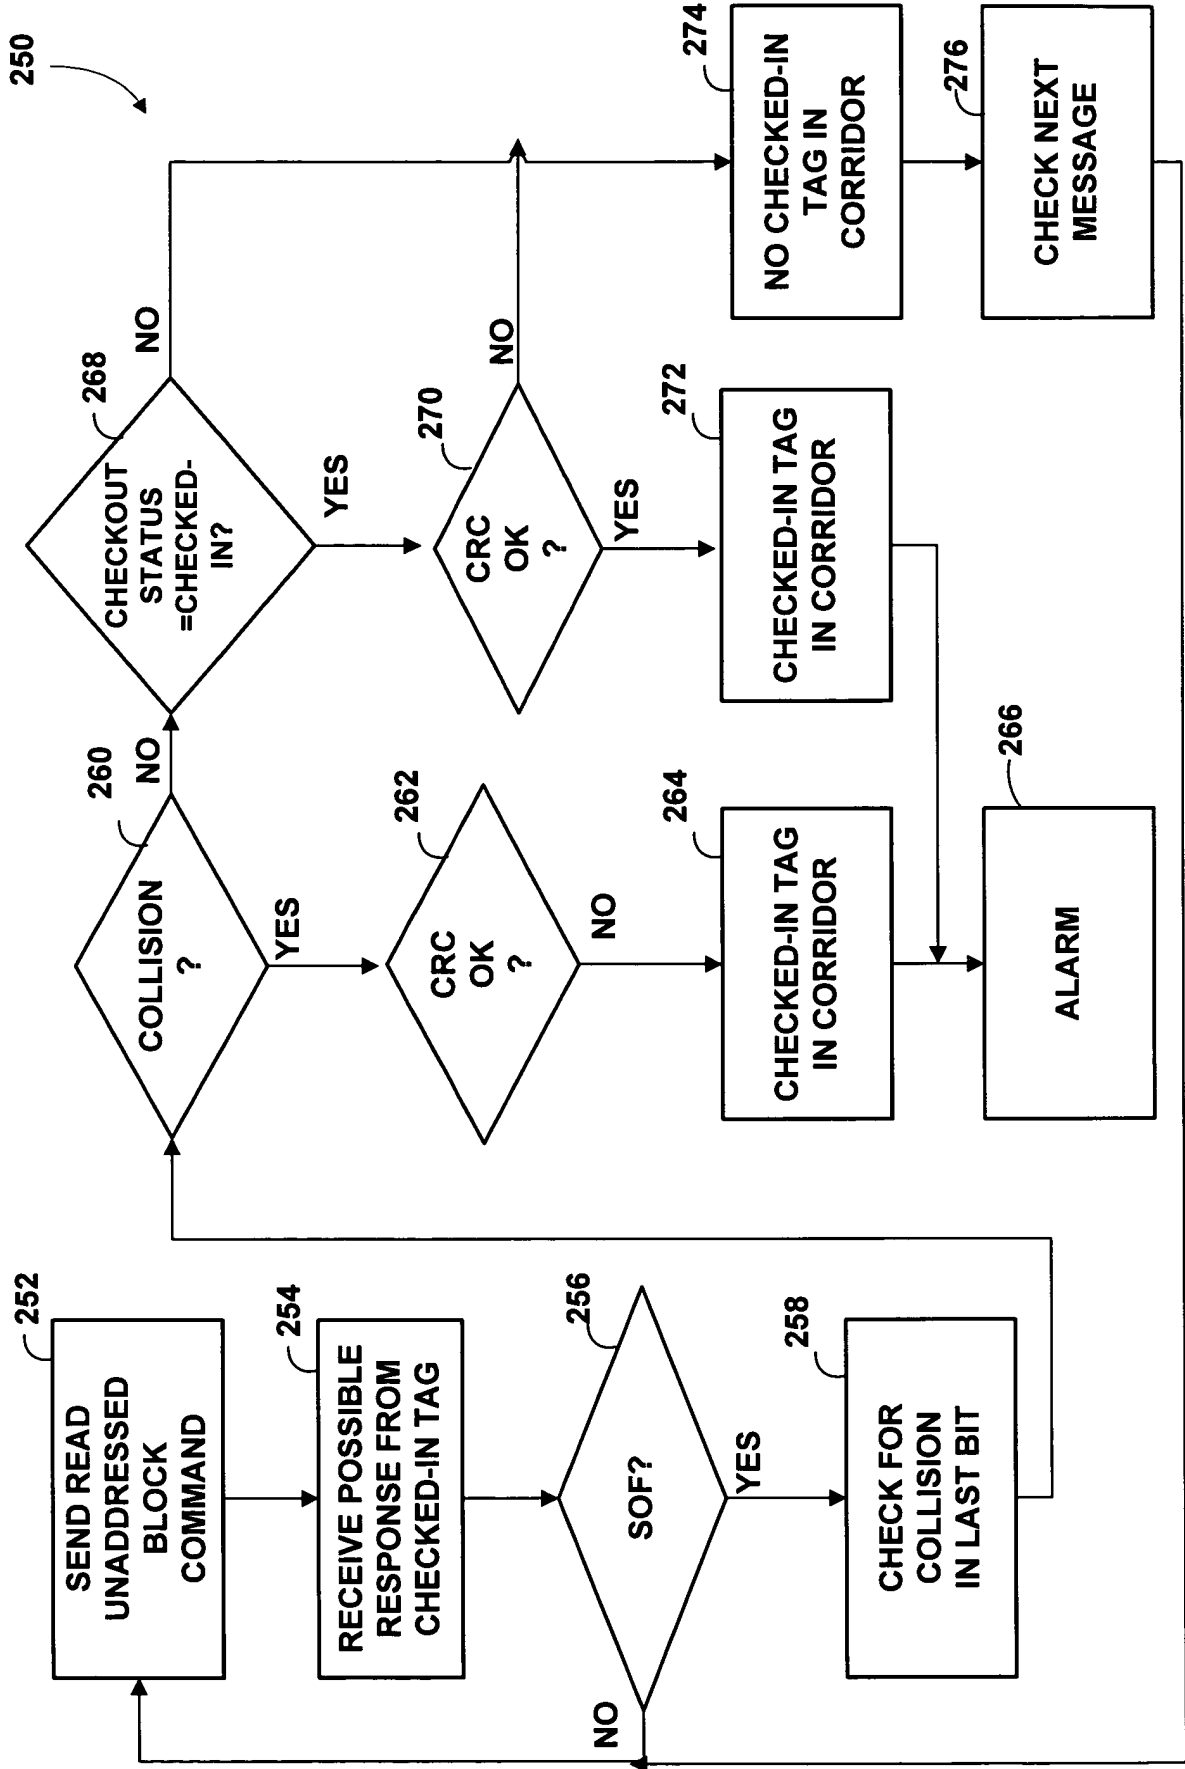 250
252
SEND READ
UNADDRESSED
BLOCK
COMMAND
254
RECEIVE POSSIBLE
RESPONSE FROM
CHECKED-IN TAG
256
SOF?
NO
YES
258
CHECK FOR
COLLISION
IN LAST BIT
260
COLLISION
?
NO
YES
262
CRC
OK
?
NO
264
CHECKED-IN TAG
IN CORRIDOR
266
ALARM
268
CHECKOUT
STATUS
=CHECKED-
IN?
NO
YES
270
CRC
OK
?
NO
YES
272
CHECKED-IN TAG
IN CORRIDOR
274
NO CHECKED-IN
TAG IN
CORRIDOR
276
CHECK NEXT
MESSAGE